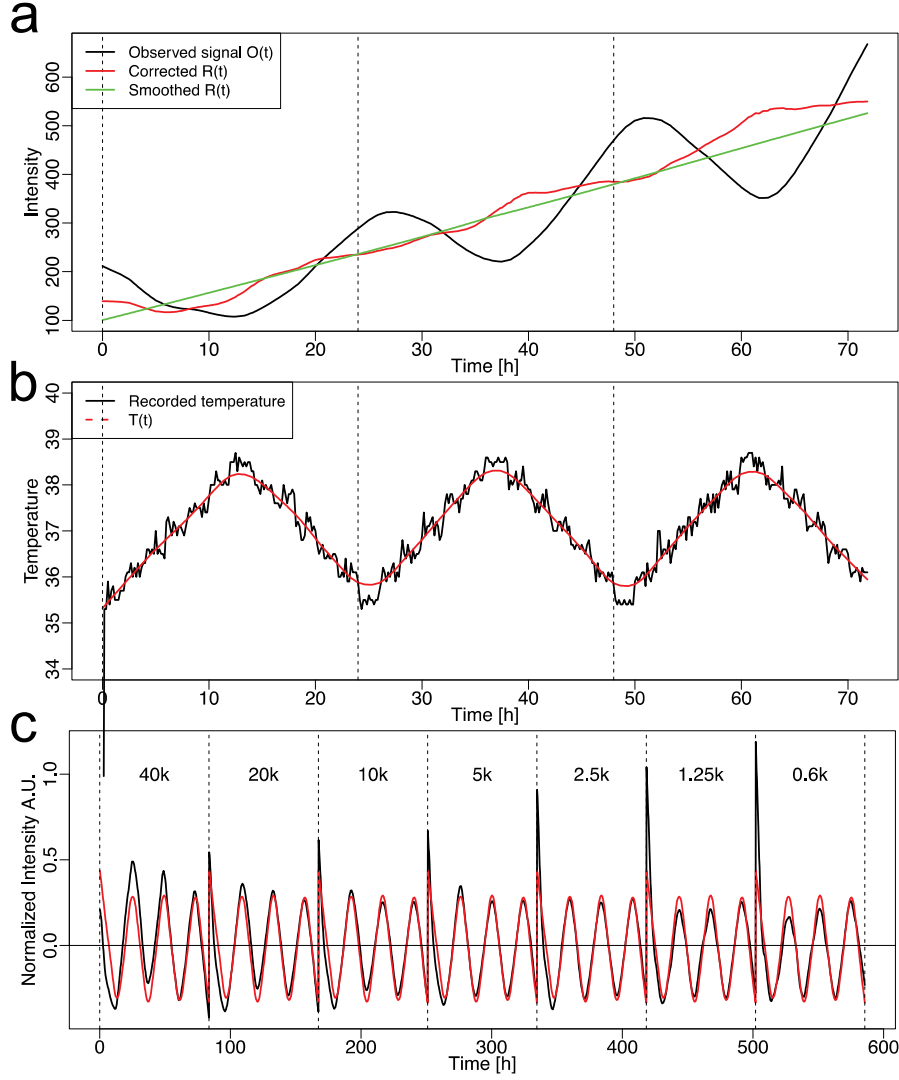 a
Observed signal O(t)
Corrected R(t)
Smoothed R(t)
Intensity
100 200 300 400 500 600
0 10 20 30 40 50 60 70
Time [h]
b
Recorded temperature
T(t)
Temperature
34 35 36 37 38 39 40
0 10 20 30 40 50 60 70
Time [h]
c
40k 20k 10k 5k 2.5k 1.25k 0.6k
Normalized Intensity A.U.
0.0 0.5 1.0
0 100 200 300 400 500 600
Time [h]